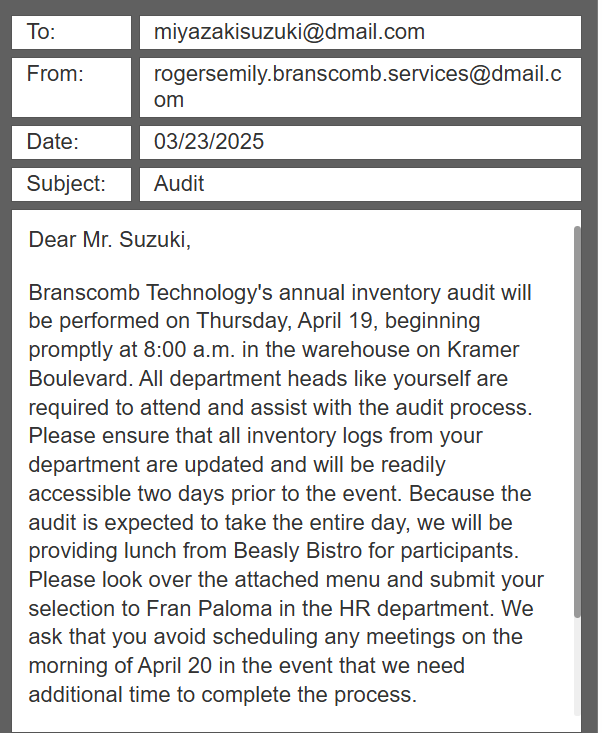 To: miyazakisuzuki@dmail.com
From: rogersemily.branscomb.services@dmail.c
om
Date: 03/23/2025
Subject: Audit
Dear Mr. Suzuki,
Branscomb Technology's annual inventory audit will
be performed on Thursday, April 19, beginning
promptly at 8:00 a.m. in the warehouse on Kramer
Boulevard. All department heads like yourself are
required to attend and assist with the audit process.
Please ensure that all inventory logs from your
department are updated and will be readily
accessible two days prior to the event. Because the
audit is expected to take the entire day, we will be
providing lunch from Beasly Bistro for participants.
Please look over the attached menu and submit your
selection to Fran Paloma in the HR department. We
ask that you avoid scheduling any meetings on the
morning of April 20 in the event that we need
additional time to complete the process.